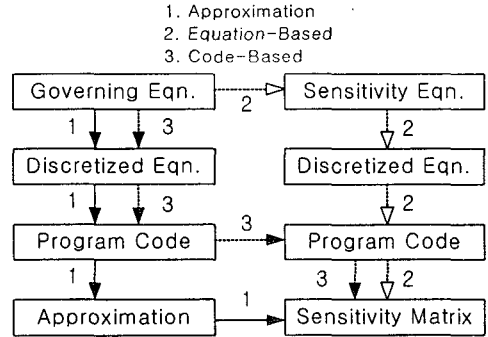 1. Approximation
2. Equation-Based
3. Code-Based
Governing Eqn.
2
Sensitivity Eqn.
1
3
2
Discretized Eqn.
Discretized Eqn.
1
3
2
Program Code
3
Program Code
1
3
2
Approximation
1
Sensitivity Matrix